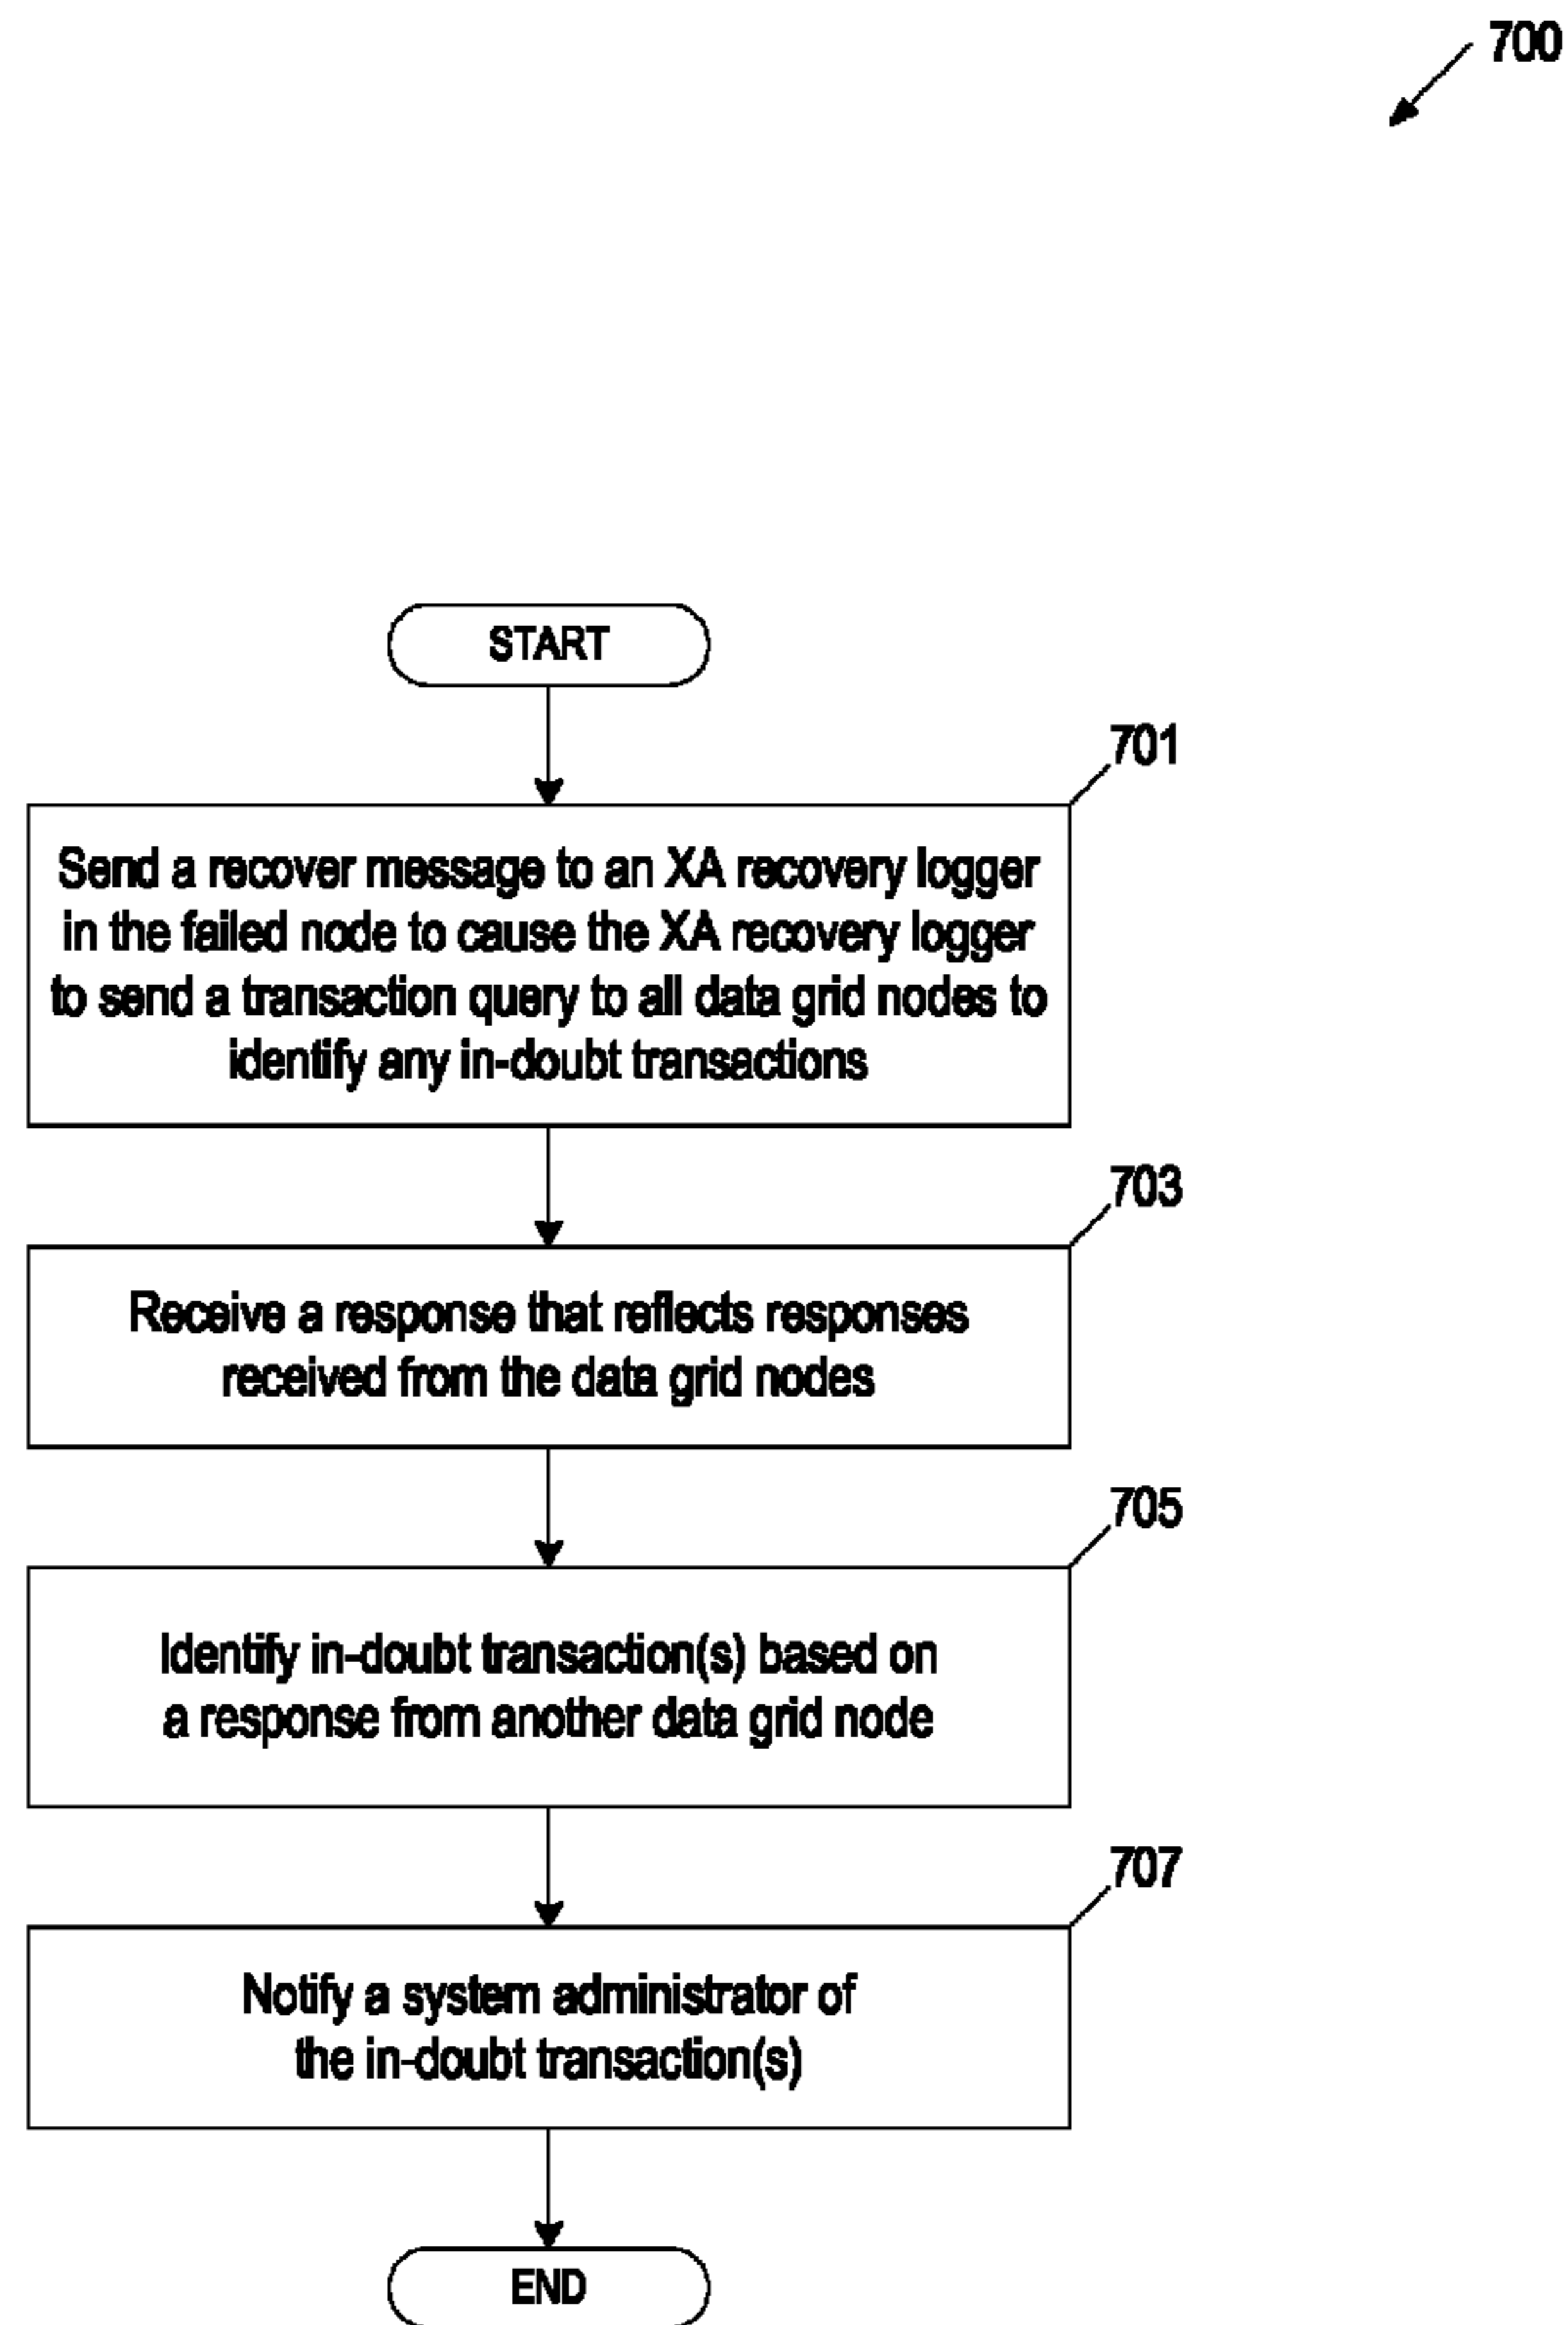 700
START
701
Send a recover message to an XA recovery logger
in the failed node to cause the XA recovery logger
to send a transaction query to all data grid nodes to
identify any in-doubt transactions
703
Receive a response that reflects responses
received from the data grid nodes
705
Identify in-doubt transaction(s) based on
a response from another data grid node
707
Notify a system administrator of
the in-doubt transaction(s)
END